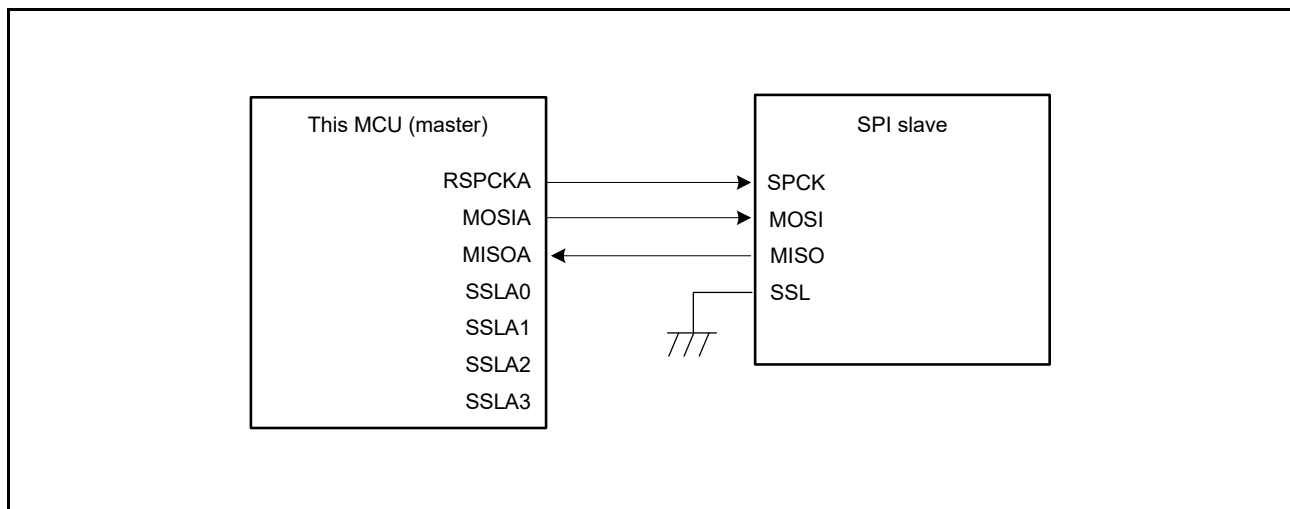 This MCU (master)
RSPCKA
MOSIA
MISOA
SSLA0
SSLA1
SSLA2
SSLA3
SPI slave
SPCK
MOSI
MISO
SSL